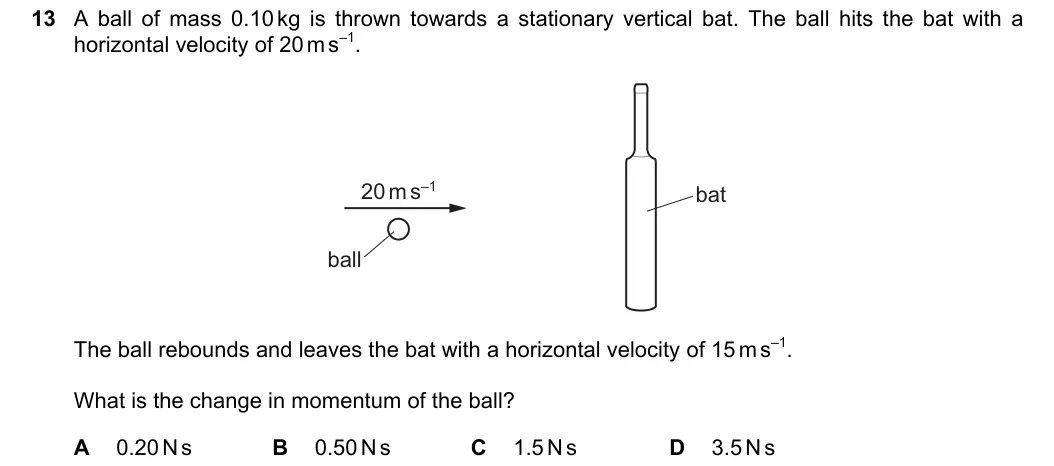 13 A ball of mass 0.10 kg is thrown towards a stationary vertical bat. The ball hits the bat with a
horizontal velocity of 20 m s⁻¹.
20 m s⁻¹
bat
ball
The ball rebounds and leaves the bat with a horizontal velocity of 15 m s⁻¹.
What is the change in momentum of the ball?
A 0.20 N s B 0.50 N s C 1.5 N s D 3.5 N s